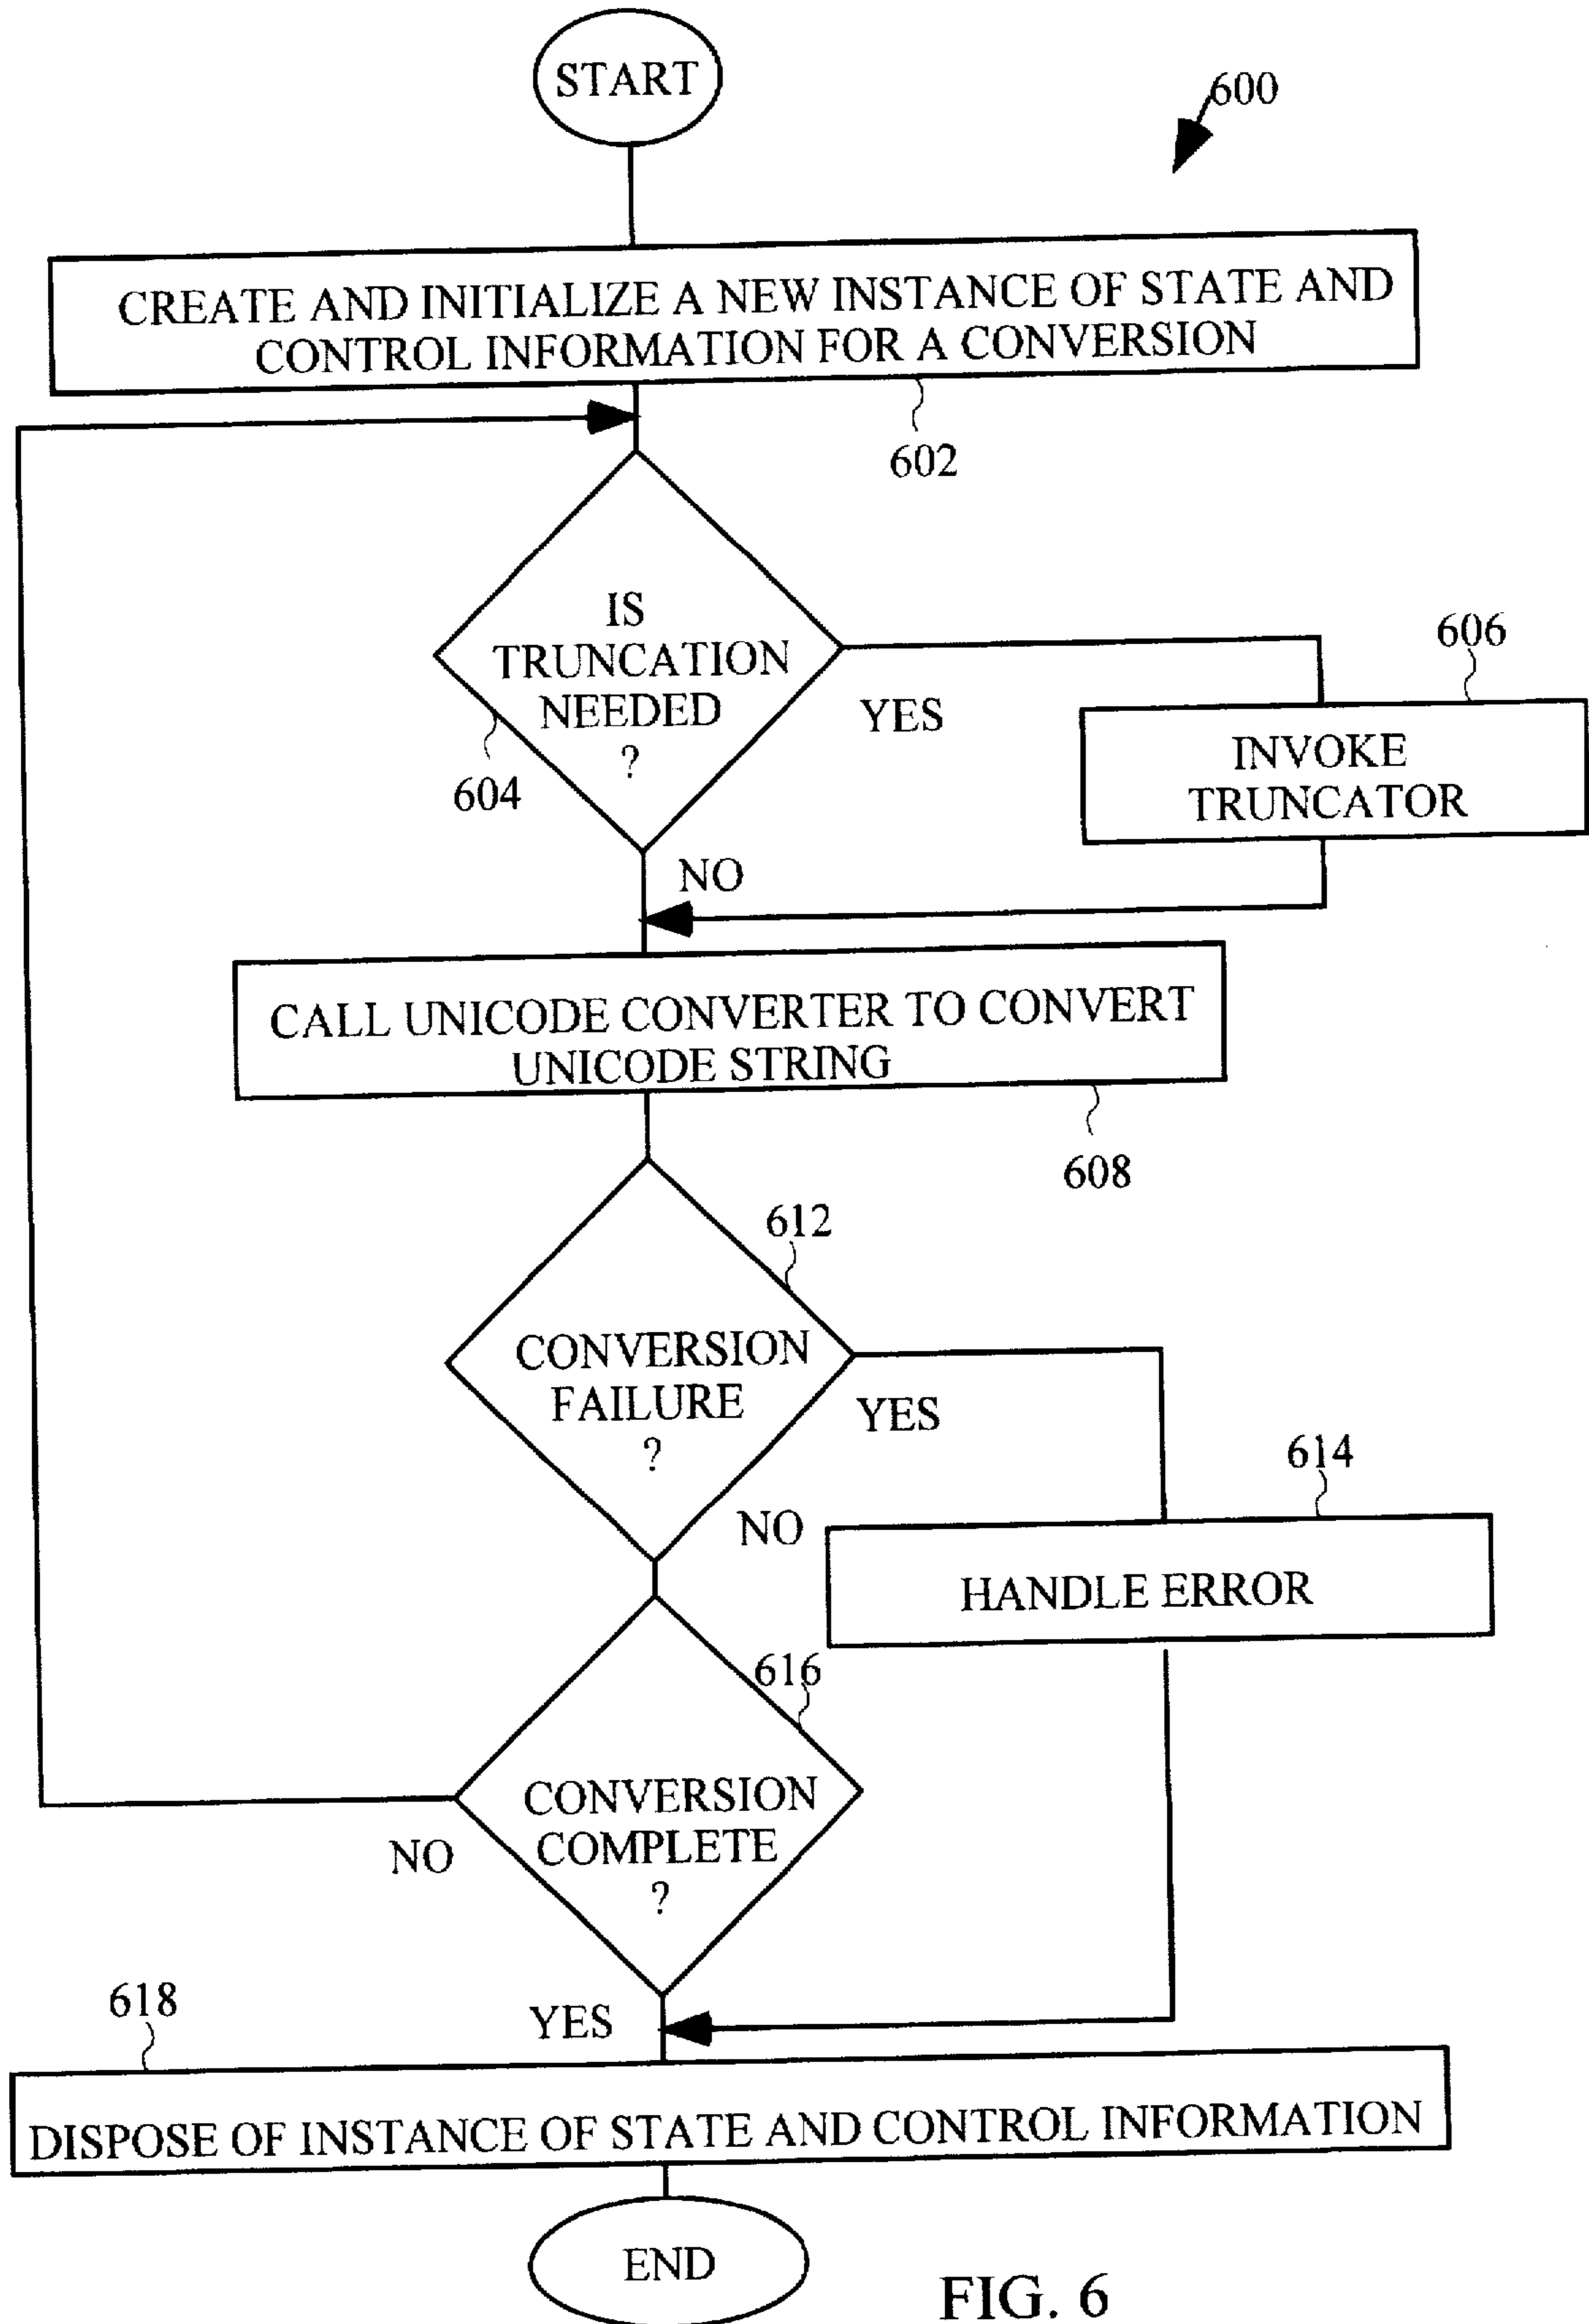 START
600
CREATE AND INITIALIZE A NEW INSTANCE OF STATE AND
CONTROL INFORMATION FOR A CONVERSION
602
IS
TRUNCATION
NEEDED
?
604
YES
606
INVOKE
TRUNCATOR
NO
CALL UNICODE CONVERTER TO CONVERT
UNICODE STRING
608
612
CONVERSION
FAILURE
?
YES
614
NO
HANDLE ERROR
616
CONVERSION
COMPLETE
?
NO
618
YES
DISPOSE OF INSTANCE OF STATE AND CONTROL INFORMATION
END
FIG. 6